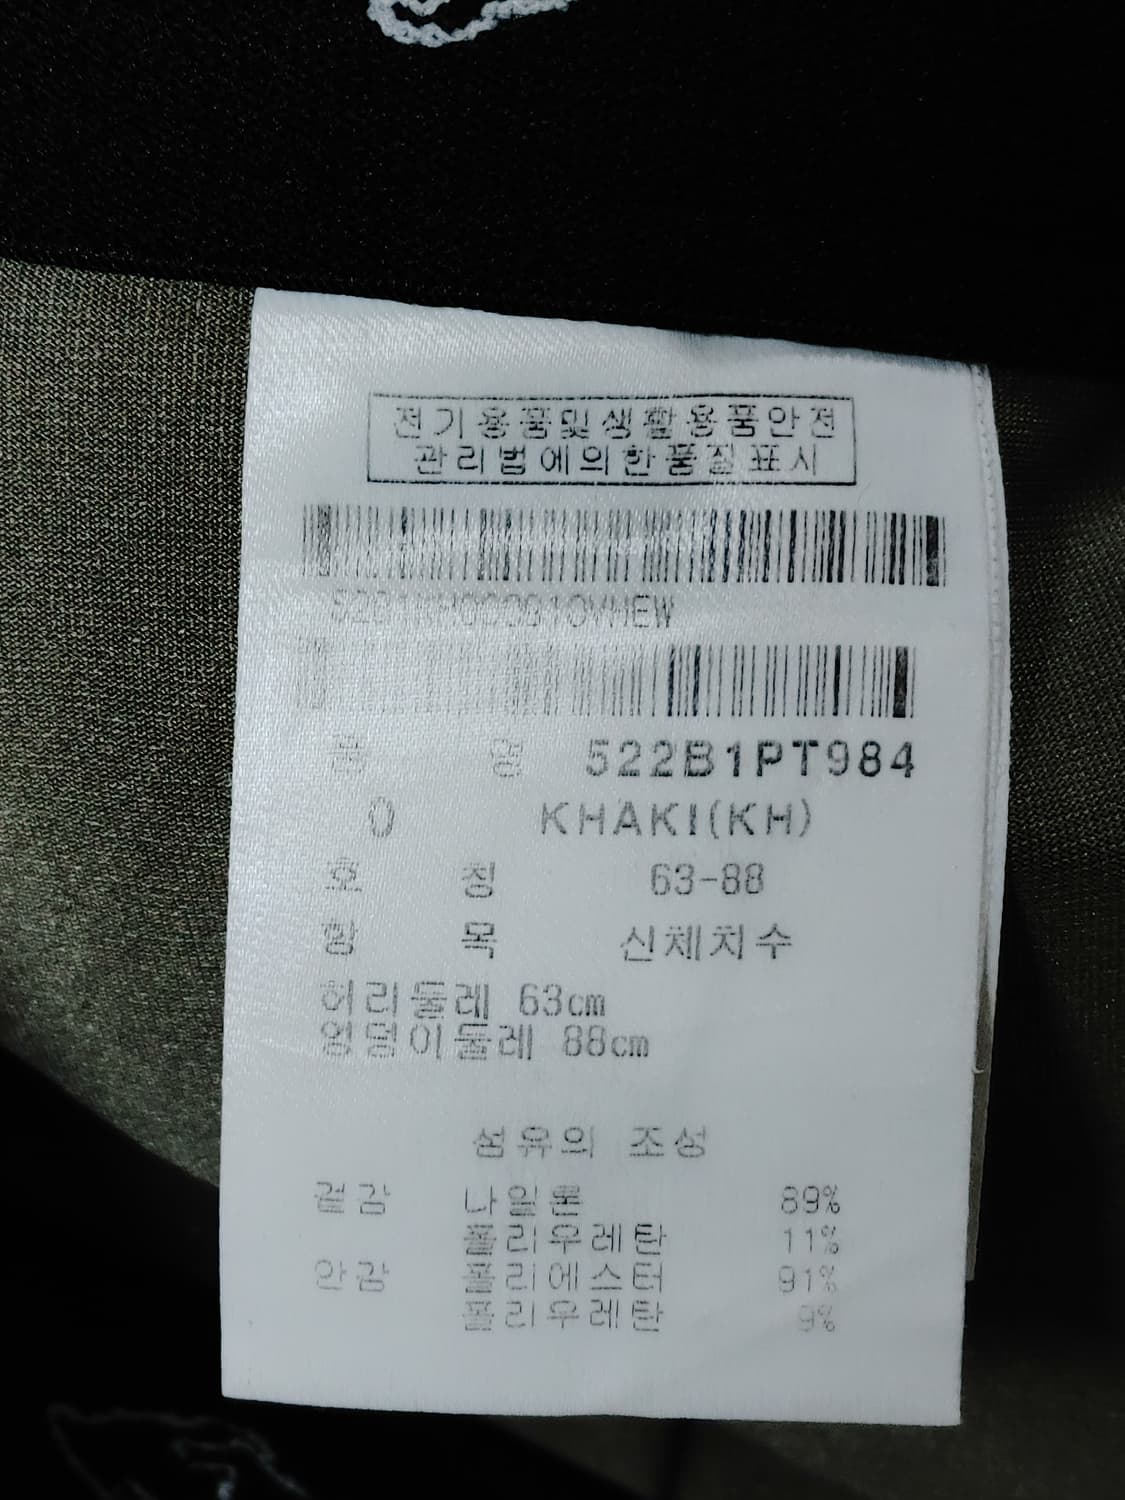 전기용품및생활용품안전
관리법에의한품질표시
품 명 522B1PT984
0 KHAKI(KH)
호 칭 63-88
항 목 신체치수
허리둘레 63cm
엉덩이둘레 88cm
섬유의 조성
겉감 나일론 89%
폴리우레탄 11%
안감 폴리에스터 91%
폴리우레탄 9%